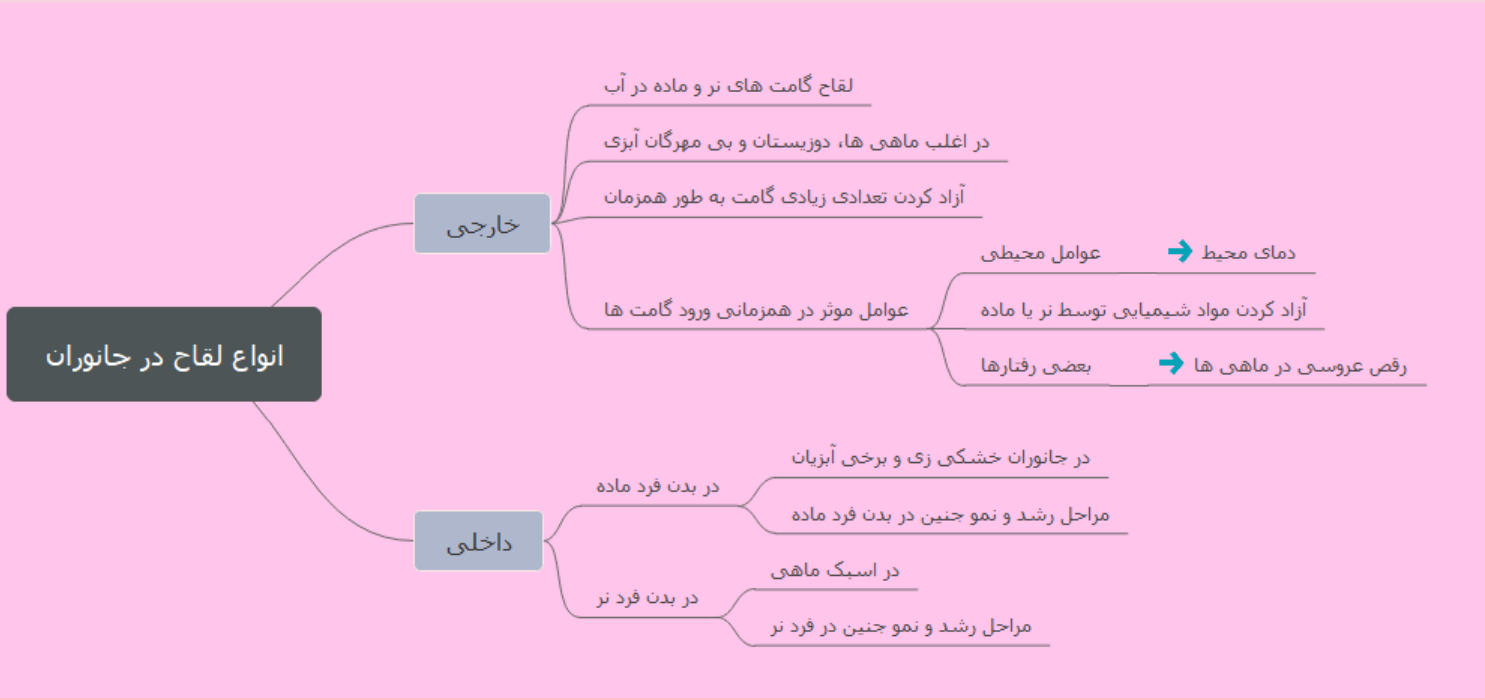 انواع لقاح در جانوران
خارجی
لقاح گامت های نر و ماده در آب
در اغلب ماهی ها، دوزیستان و بی مهرگان آبزی
آزاد کردن تعدادی زیادی گامت به طور همزمان
عوامل موثر در همزمانی ورود گامت ها
عوامل محیطی
دمای محیط
آزاد کردن مواد شیمیایی توسط نر یا ماده
بعضی رفتارها
رقص عروسی در ماهی ها
داخلی
در بدن فرد ماده
در جانوران خشکی زی و برخی آبزیان
مراحل رشد و نمو جنین در بدن فرد ماده
در بدن فرد نر
در اسبک ماهی
مراحل رشد و نمو جنین در فرد نر